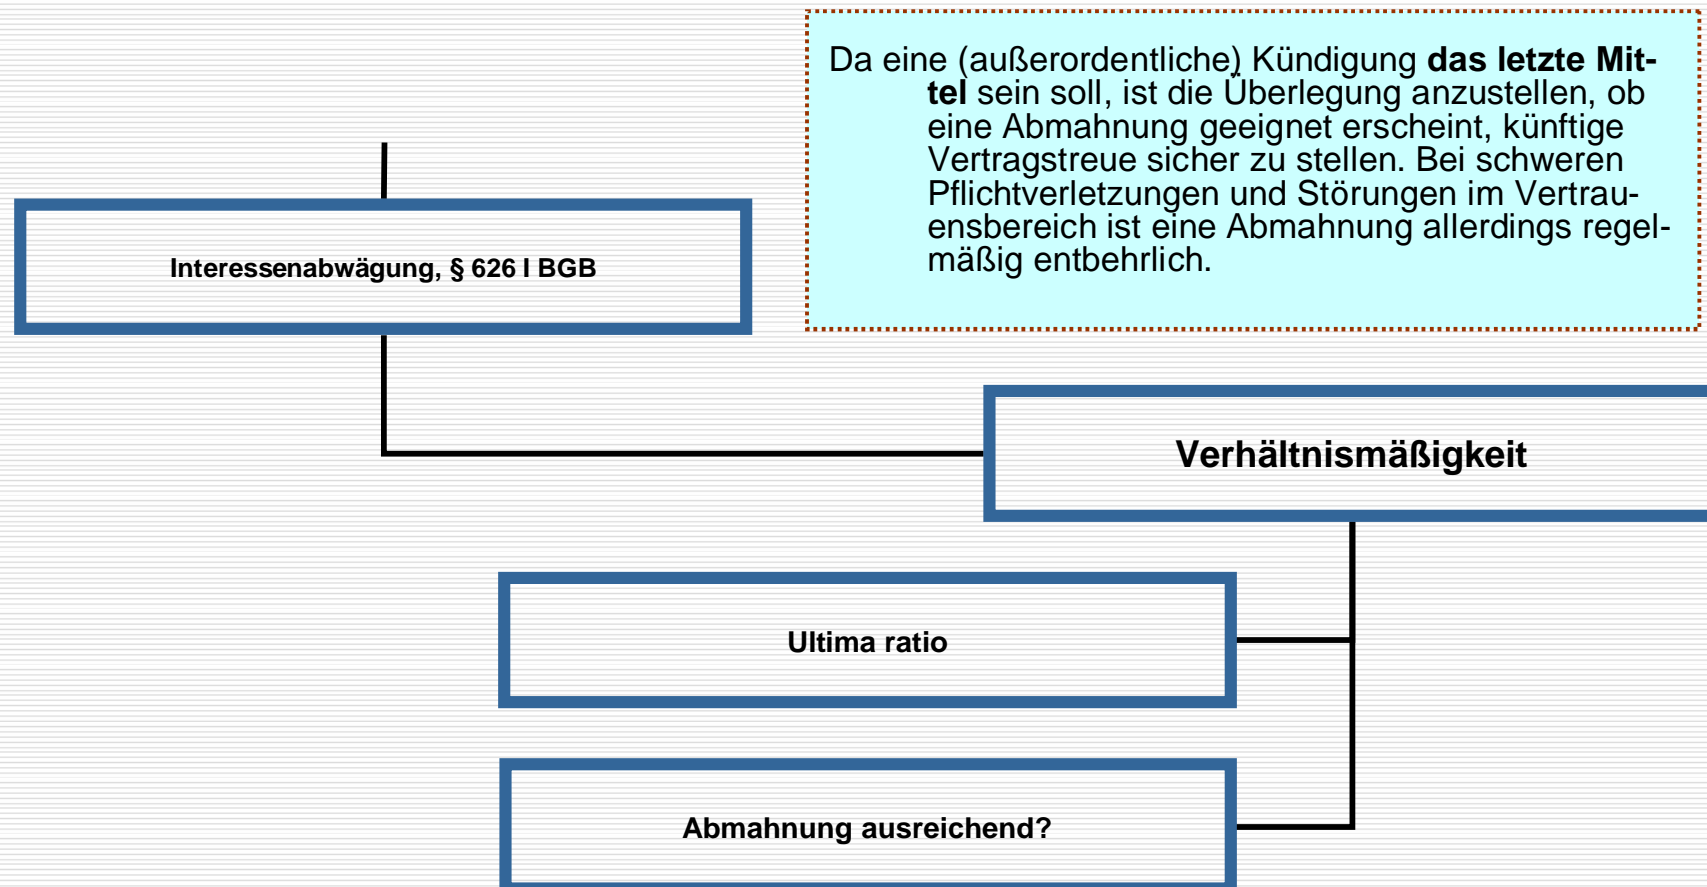 Da eine (außerordentliche) Kündigung das letzte Mit-
tel sein soll, ist die Überlegung anzustellen, ob
eine Abmahnung geeignet erscheint, künftige
Vertragstreue sicher zu stellen. Bei schweren
Pflichtverletzungen und Störungen im Vertrau-
ensbereich ist eine Abmahnung allerdings regel-
mäßig entbehrlich.
Interessenabwägung, § 626 I BGB
Verhältnismäßigkeit
Ultima ratio
Abmahnung ausreichend?